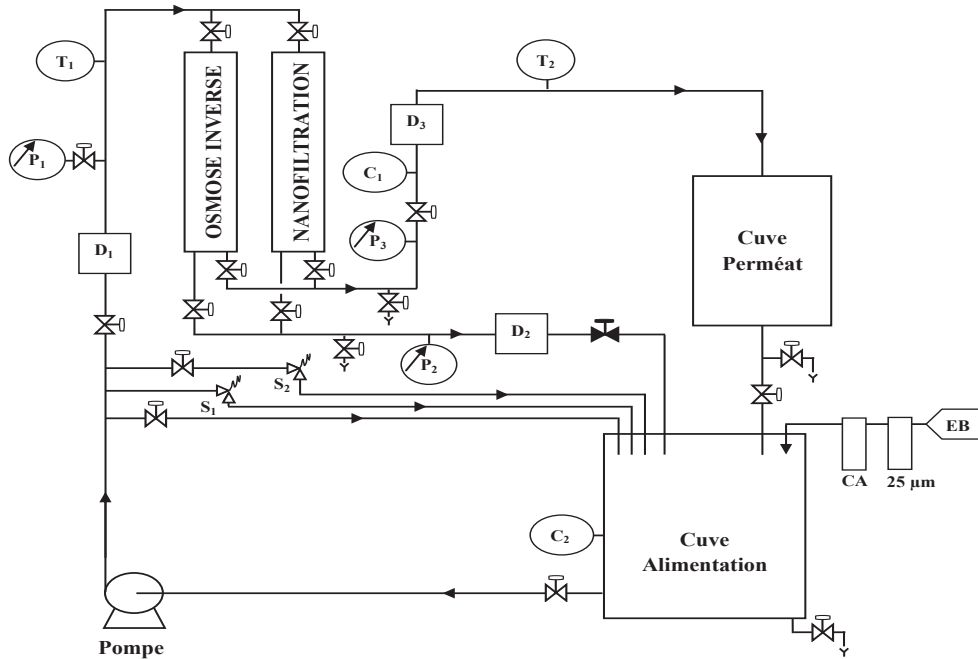 T₁
T₂
D₃
P₁
OSMOSE INVERSE
NANOFILTRATION
C₁
P₃
D₁
Cuve
Perméat
D₂
P₂
S₂
S₁
EB
CA
25 µm
C₂
Cuve
Alimentation
Pompe